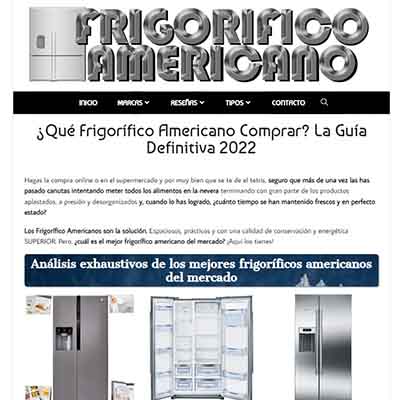 FRIGORIFICO
AMERICANO
INICIO MARCAS RESEÑAS TIPOS CONTACTO
¿Qué Frigorífico Americano Comprar? La Guía
Definitiva 2022
Hagas la compra online o en el supermercado y por muy bien que se te de el tetris, seguro que más de una vez las has
pasado canutas intentando meter todos los alimentos en la nevera terminando con gran parte de los productos
aplastados, a presión y desorganizados y, cuando lo has logrado, ¿cuánto tiempo se han mantenido frescos y en perfecto
estado?
Los Frigorífico Americanos son la solución. Espaciosos, prácticos y con una calidad de conservación y energética
SUPERIOR. Pero, ¿cuál es el mejor frigorífico americano del mercado? ¡Aquí los tienes!
Análisis exhaustivos de los mejores frigoríficos americanos
del mercado